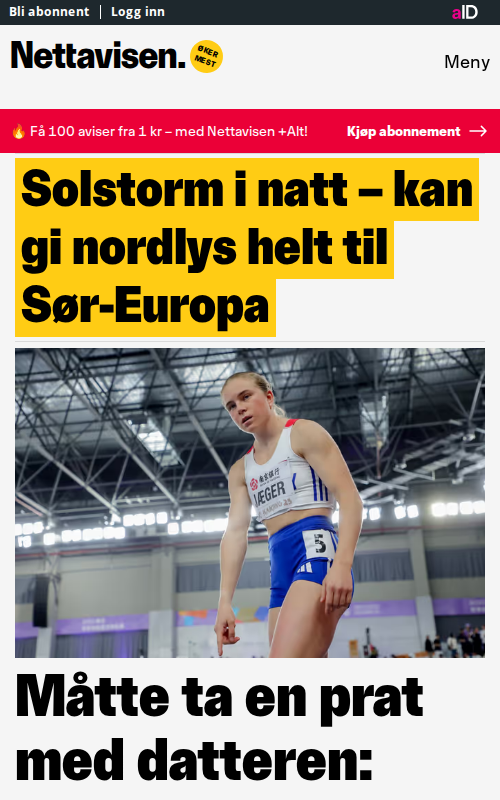 Bli abonnent | Logg inn
aID
Nettavisen.
ØKER
MEST
Meny
🔥 Få 100 aviser fra 1 kr – med Nettavisen +Alt!
Kjøp abonnement →
Solstorm i natt – kan
gi nordlys helt til
Sør-Europa
JÆGER
5
Måtte ta en prat
med datteren: